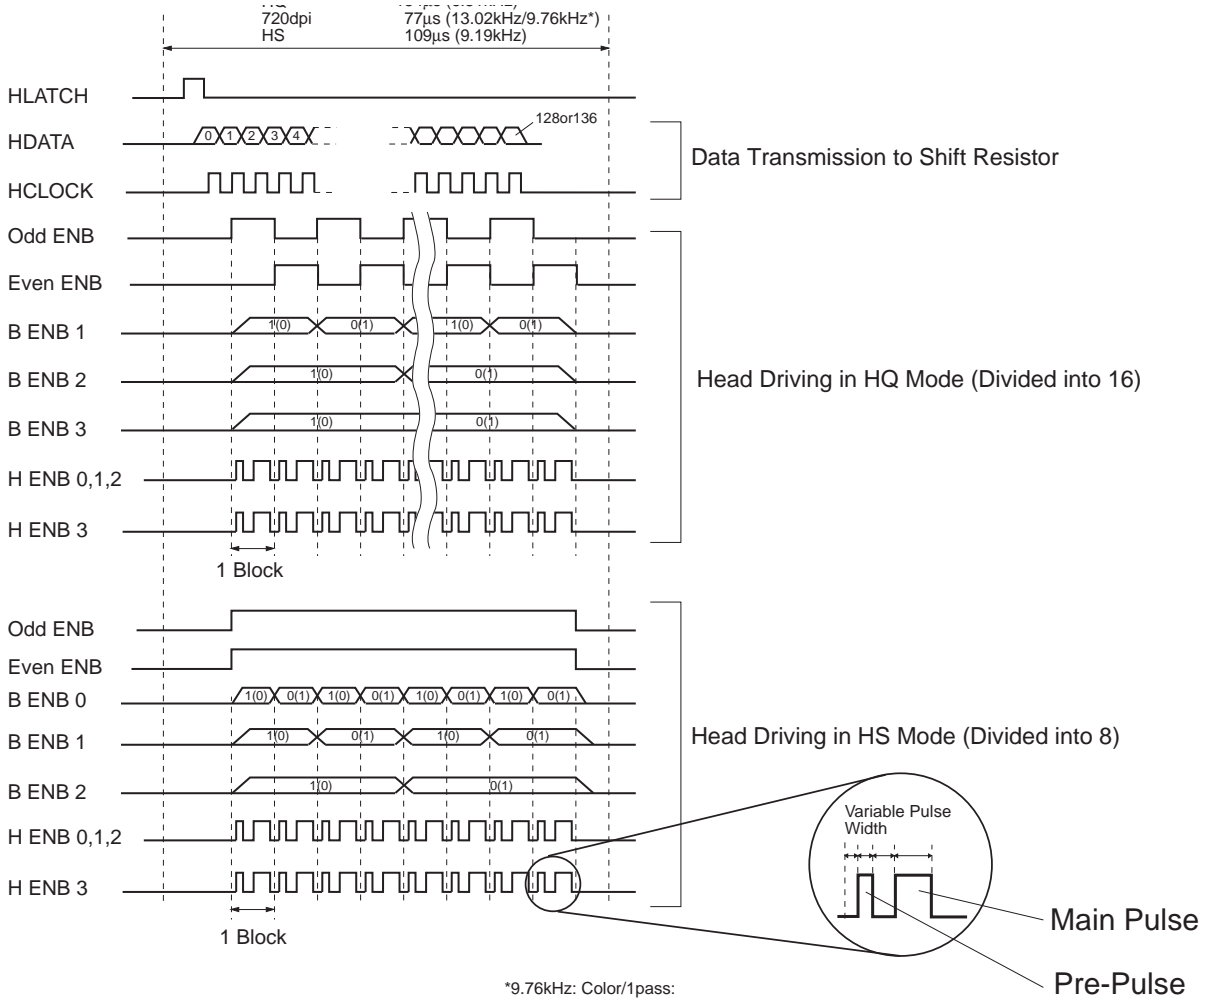 720dpi 77µs (13.02kHz/9.76kHz*)
HS 109µs (9.19kHz)
HLATCH
HDATA 0 1 2 3 4 128or136
Data Transmission to Shift Resistor
HCLOCK
Odd ENB
Even ENB
B ENB 1 1(0) 0(1) 1(0) 0(1)
B ENB 2 1(0) 0(1)
Head Driving in HQ Mode (Divided into 16)
B ENB 3 1(0) 0(1)
H ENB 0,1,2
H ENB 3
1 Block
Odd ENB
Even ENB
B ENB 0 1(0) 0(1) 1(0) 0(1) 1(0) 0(1) 1(0) 0(1)
B ENB 1 1(0) 0(1) 1(0) 0(1)
Head Driving in HS Mode (Divided into 8)
B ENB 2 1(0) 0(1)
H ENB 0,1,2
H ENB 3
1 Block
Variable Pulse
Width
Main Pulse
Pre-Pulse
*9.76kHz: Color/1pass: